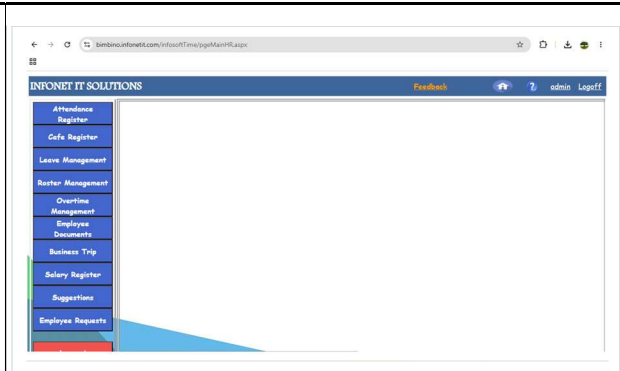 bimbino.infonetit.com/infosoftTime/pgeMainHR.aspx
INFONET IT SOLUTIONS
Feedback
?
admin
Logoff
Attendance
Register
Cafe Register
Leave Management
Roster Management
Overtime
Management
Employee
Documents
Business Trip
Salary Register
Suggestions
Employee Requests